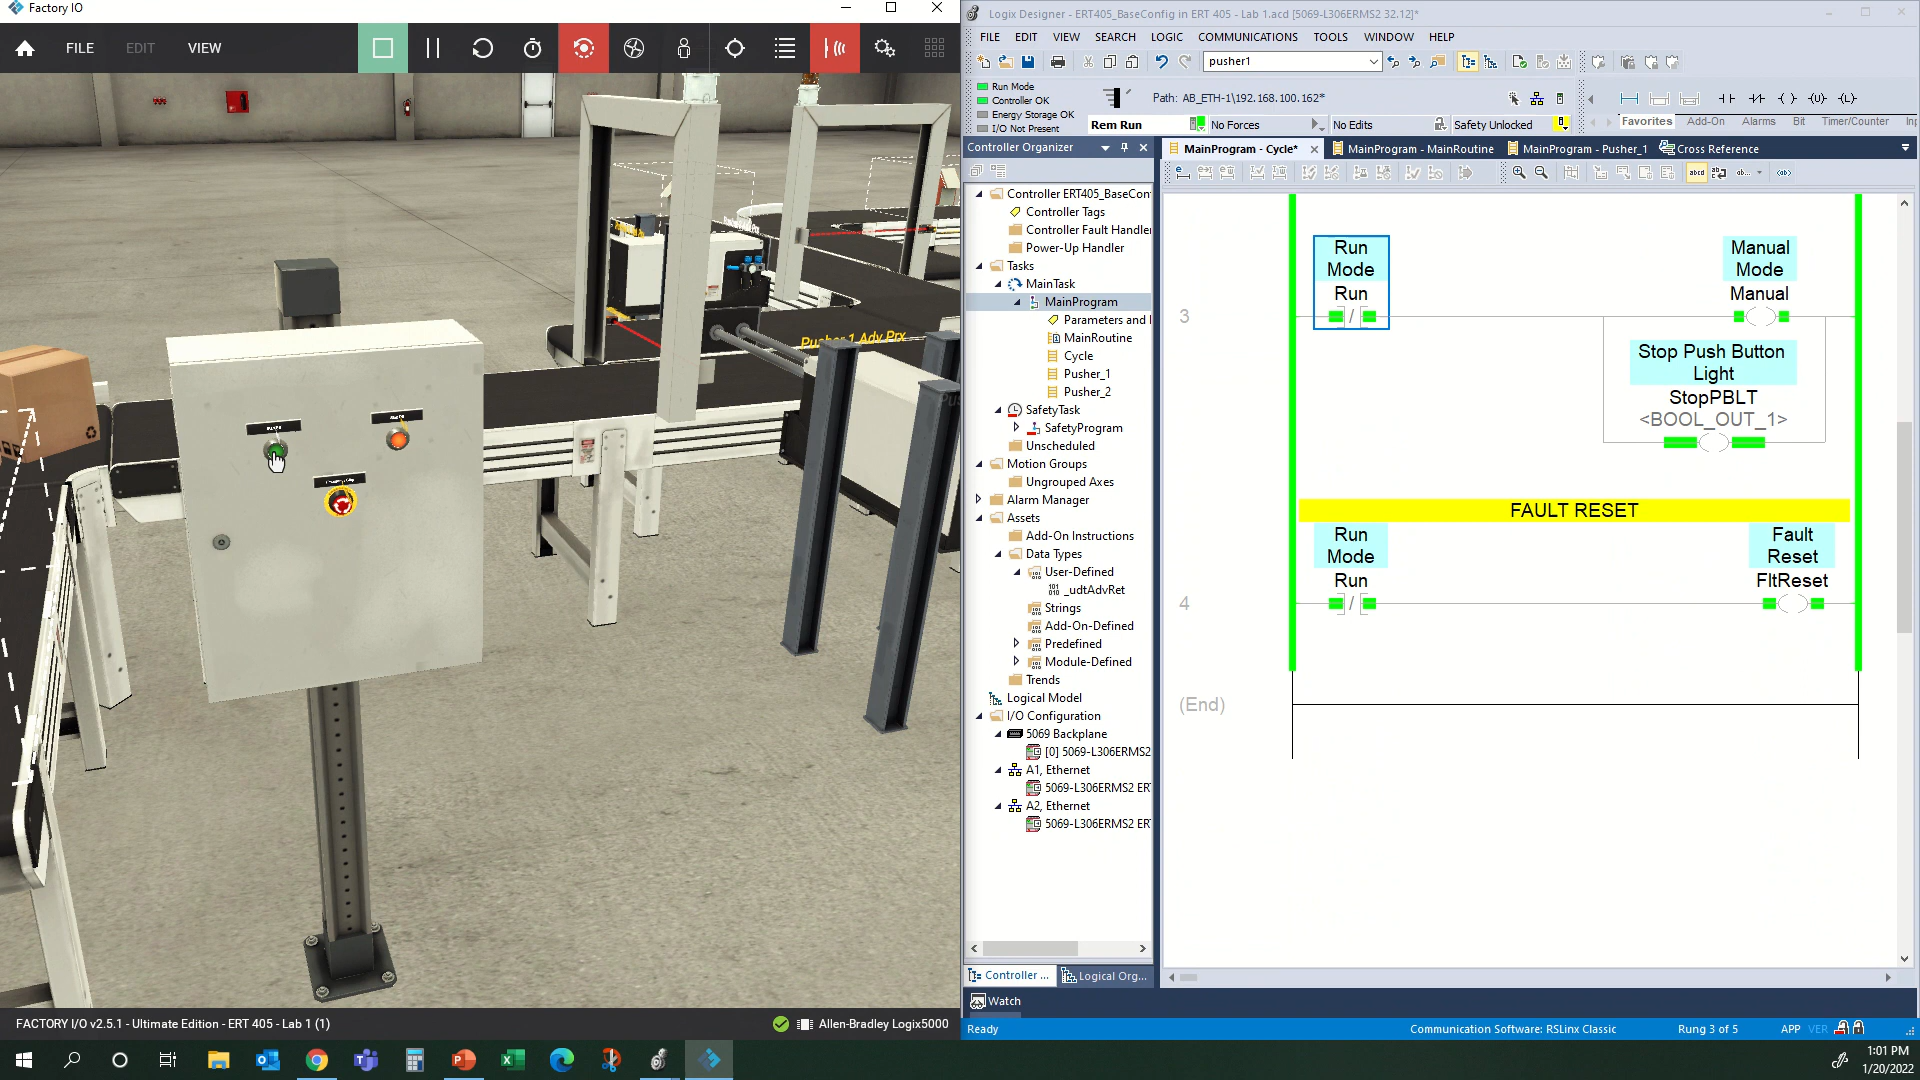 Factory IO
FILE
EDIT
VIEW
Pusher 1 Adv Prx
FACTORY I/O v2.5.1 - Ultimate Edition - ERT 405 - Lab 1 (1)
Allen-Bradley Logix5000
Logix Designer - ERT405_BaseConfig in ERT 405 - Lab 1.acd [5069-L306ERMS2 32.12]*
FILE EDIT VIEW SEARCH LOGIC COMMUNICATIONS TOOLS WINDOW HELP
pusher1
Run Mode
Controller OK
Energy Storage OK
I/O Not Present
Path: AB_ETH-1\192.168.100.162*
Rem Run
No Forces
No Edits
Safety Unlocked
Favorites Add-On Alarms Bit Timer/Counter
Controller Organizer
MainProgram - Cycle*
MainProgram - MainRoutine
MainProgram - Pusher_1
Cross Reference
Controller ERT405_BaseConf
Controller Tags
Controller Fault Handler
Power-Up Handler
Tasks
MainTask
MainProgram
Parameters and
MainRoutine
Cycle
Pusher_1
Pusher_2
SafetyTask
SafetyProgram
Unscheduled
Motion Groups
Ungrouped Axes
Alarm Manager
Assets
Add-On Instructions
Data Types
User-Defined
_udtAdvRet
Strings
Add-On-Defined
Predefined
Module-Defined
Trends
Logical Model
I/O Configuration
5069 Backplane
[0] 5069-L306ERMS2
A1, Ethernet
5069-L306ERMS2 ER
A2, Ethernet
5069-L306ERMS2 ER
Controller ...
Logical Org...
Run
Mode
Run
Manual
Mode
Manual
3
Stop Push Button
Light
StopPBLT
<BOOL_OUT_1>
FAULT RESET
Run
Mode
Run
Fault
Reset
FltReset
4
(End)
Watch
Ready
Communication Software: RSLinx Classic
Rung 3 of 5
APP
VER
1:01 PM
1/20/2022